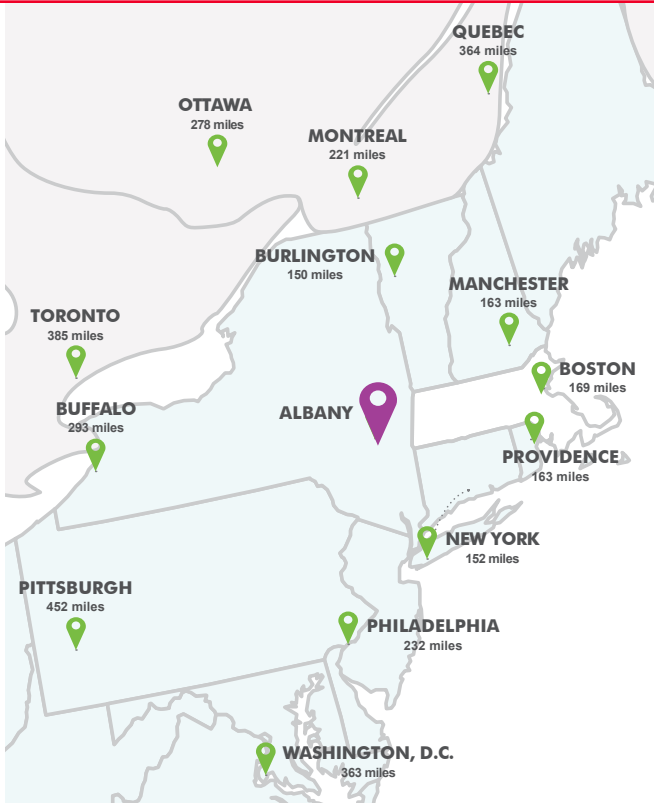 QUEBEC
364 miles
OTTAWA
278 miles
MONTREAL
221 miles
BURLINGTON
150 miles
MANCHESTER
163 miles
TORONTO
385 miles
BOSTON
169 miles
BUFFALO
293 miles
ALBANY
PROVIDENCE
163 miles
NEW YORK
152 miles
PITTSBURGH
452 miles
PHILADELPHIA
232 miles
WASHINGTON, D.C.
363 miles